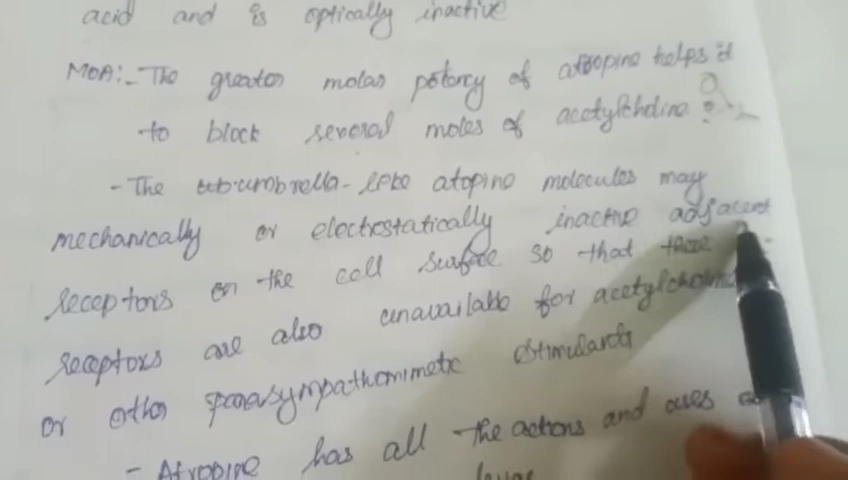 acid and is optically inactive
MOA:- The greater molar potency of atropine helps it
to block several moles of acetylcholine.
- The umbrella-like atopine molecules may
mechanically or electrostatically inactive adjacent
receptors on the cell surface so that these
receptors are also unavailable for acetylcholine
or other parasympathomimetic stimulants
- Atropine has all the actions and uses